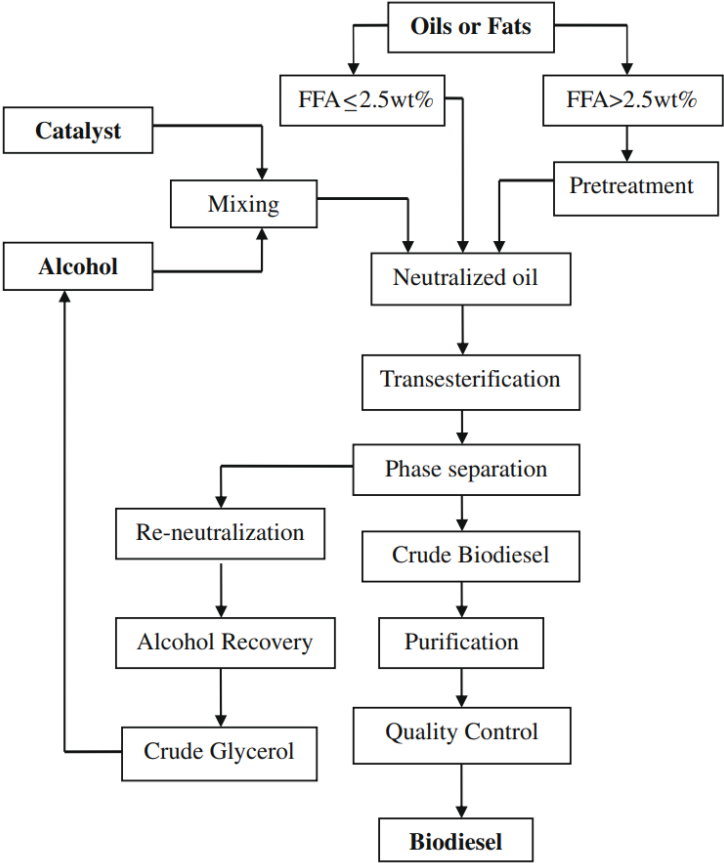 Oils or Fats
FFA≤2.5wt%
FFA>2.5wt%
Catalyst
Pretreatment
Mixing
Alcohol
Neutralized oil
Transesterification
Phase separation
Re-neutralization
Crude Biodiesel
Alcohol Recovery
Purification
Quality Control
Crude Glycerol
Biodiesel